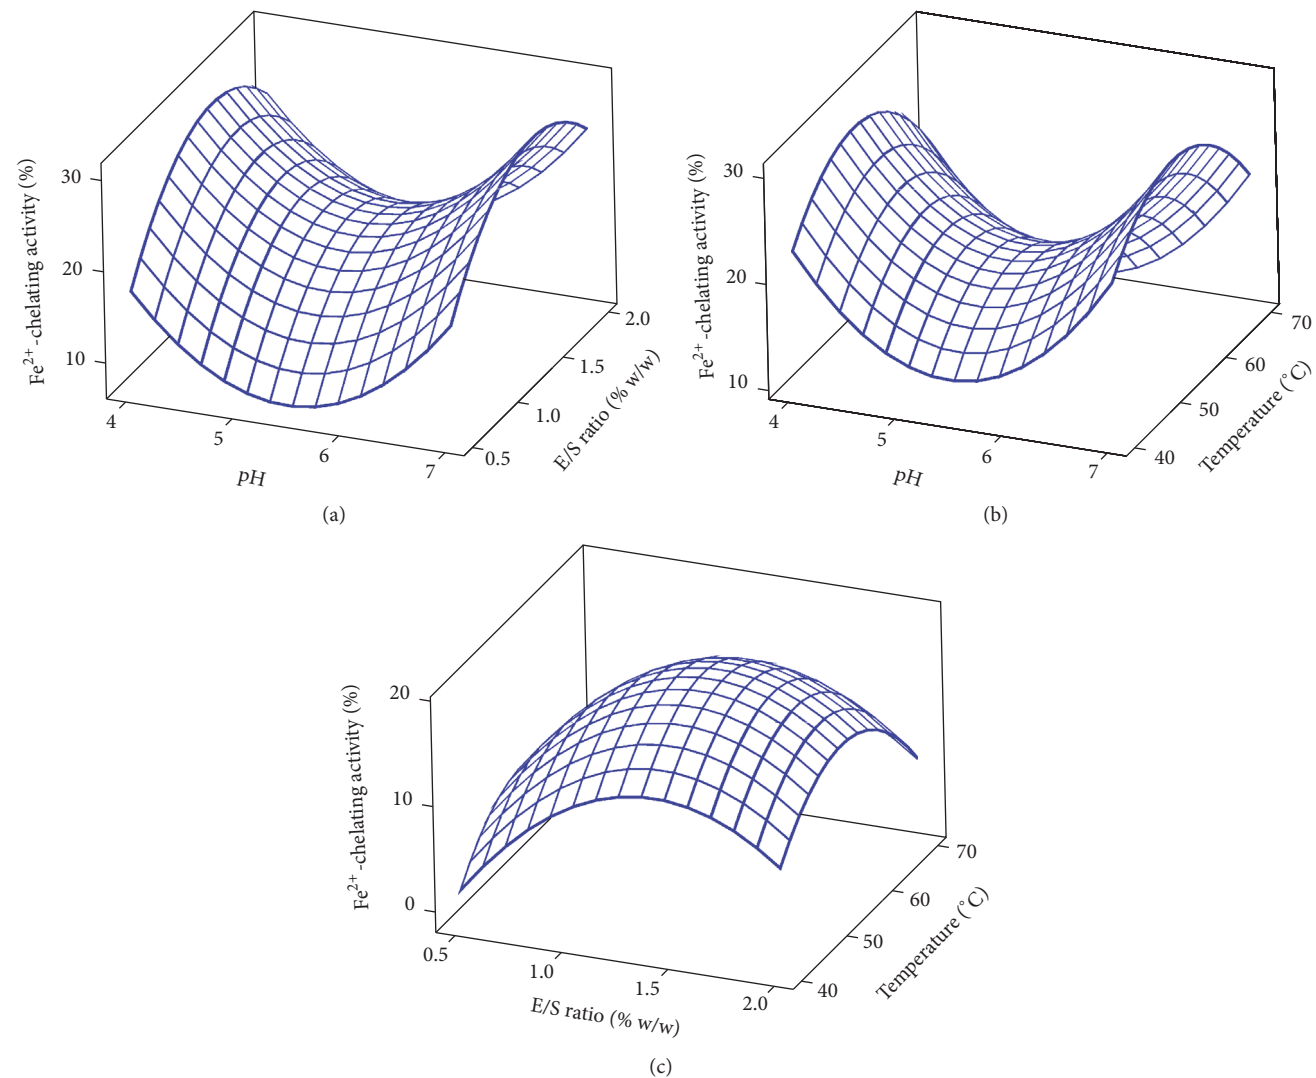 Fe2+-chelating activity (%)
30
20
10
4
5
6
7
pH
0.5
1.0
1.5
2.0
E/S ratio (% w/w)
(a)
Fe2+-chelating activity (%)
30
20
10
4
5
6
7
pH
40
50
60
70
Temperature (°C)
(b)
Fe2+-chelating activity (%)
20
10
0
0.5
1.0
1.5
2.0
E/S ratio (% w/w)
40
50
60
70
Temperature (°C)
(c)